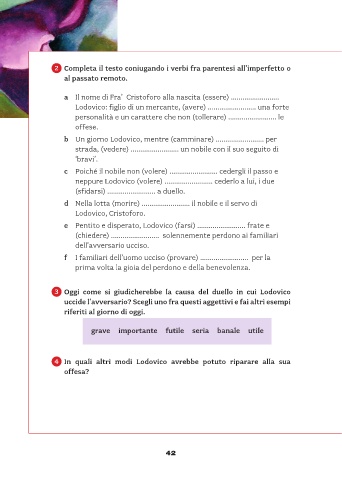 2 Completa il testo coniugando i verbi fra parentesi all'imperfetto o
al passato remoto.
a Il nome di Fra' Cristoforo alla nascita (essere) ........................
Lodovico: figlio di un mercante, (avere) ........................ una forte
personalità e un carattere che non (tollerare) ........................ le
offese.
b Un giorno Lodovico, mentre (camminare) ........................ per
strada, (vedere) ........................ un nobile con il suo seguito di
'bravi'.
c Poiché il nobile non (volere) ........................ cedergli il passo e
neppure Lodovico (volere) ........................ cederlo a lui, i due
(sfidarsi) ........................ a duello.
d Nella lotta (morire) ........................ il nobile e il servo di
Lodovico, Cristoforo.
e Pentito e disperato, Lodovico (farsi) ........................ frate e
(chiedere) ........................ solennemente perdono ai familiari
dell'avversario ucciso.
f I familiari dell'uomo ucciso (provare) ........................ per la
prima volta la gioia del perdono e della benevolenza.
3 Oggi come si giudicherebbe la causa del duello in cui Lodovico
uccide l'avversario? Scegli uno fra questi aggettivi e fai altri esempi
riferiti al giorno di oggi.
grave importante futile seria banale utile
4 In quali altri modi Lodovico avrebbe potuto riparare alla sua
offesa?
42